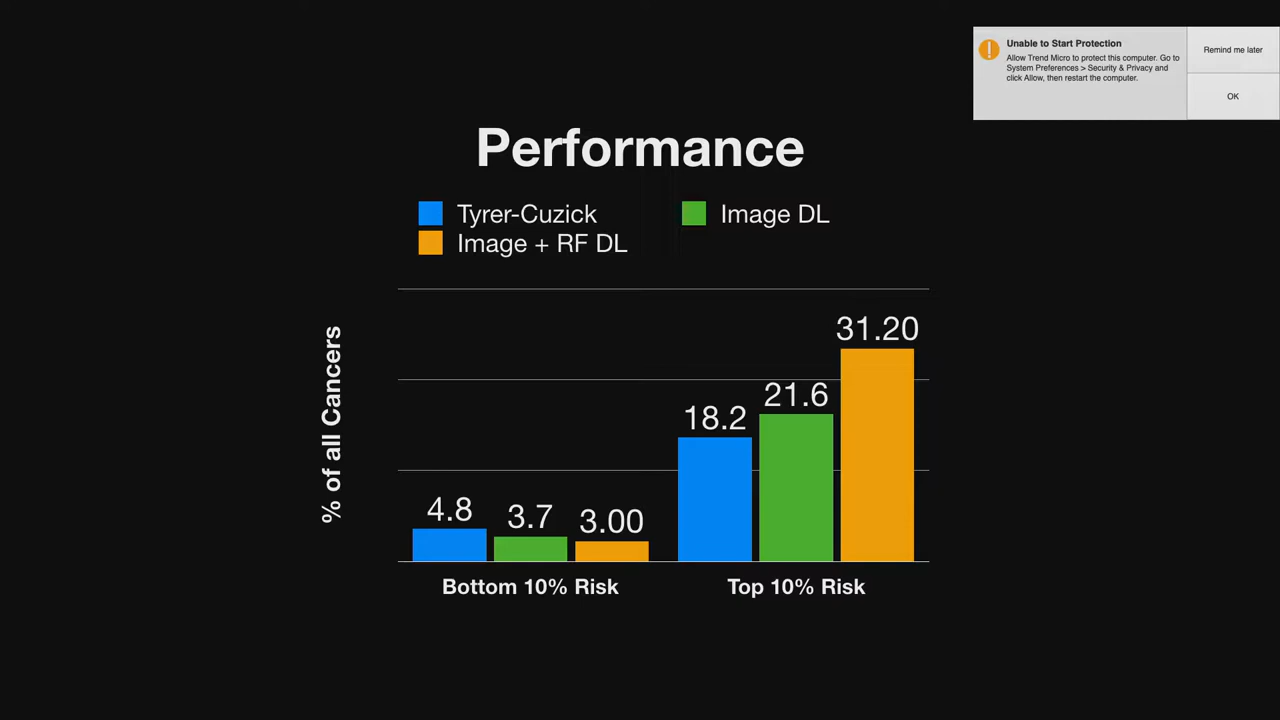 Unable to Start Protection
Allow Trend Micro to protect this computer. Go to
System Preferences > Security & Privacy and
click Allow, then restart the computer.
Remind me later
OK
Performance
Tyrer-Cuzick
Image DL
Image + RF DL
% of all Cancers
4.8
3.7
3.00
18.2
21.6
31.20
Bottom 10% Risk
Top 10% Risk